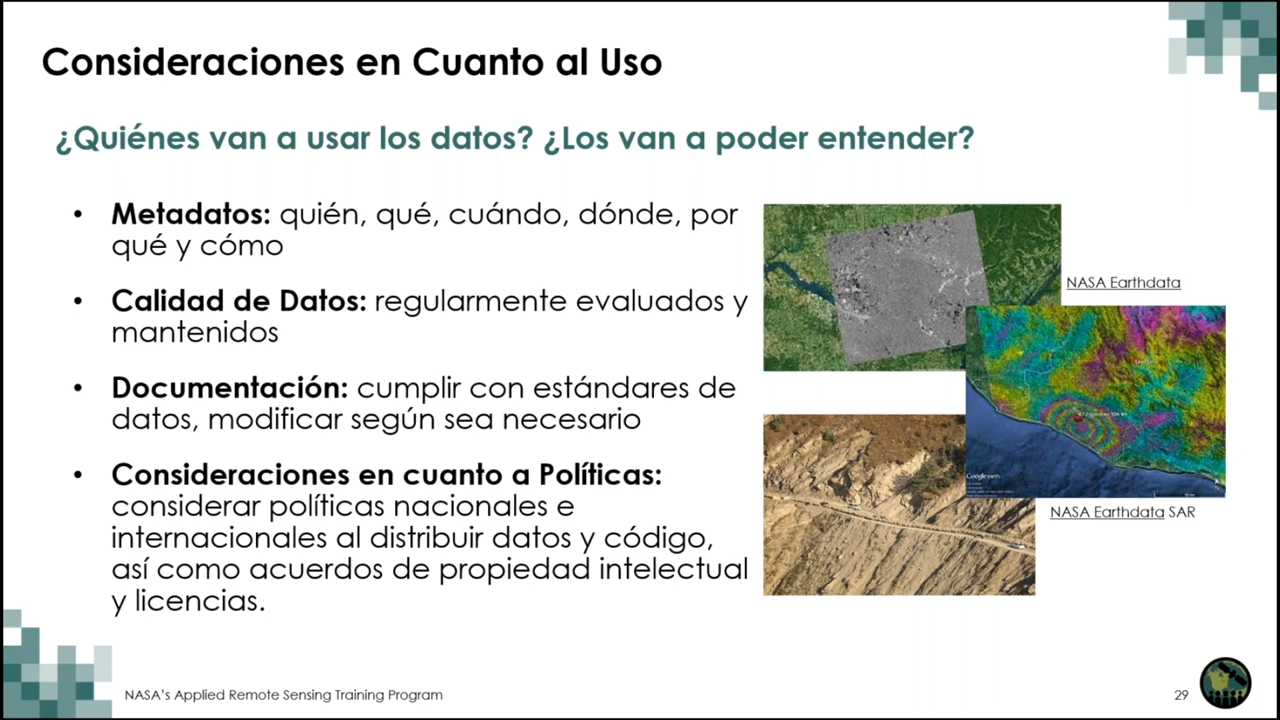 Consideraciones en Cuanto al Uso
¿Quiénes van a usar los datos? ¿Los van a poder entender?
• Metadatos: quién, qué, cuándo, dónde, por
qué y cómo
• Calidad de Datos: regularmente evaluados y
mantenidos
• Documentación: cumplir con estándares de
datos, modificar según sea necesario
• Consideraciones en cuanto a Políticas:
considerar políticas nacionales e
internacionales al distribuir datos y código,
así como acuerdos de propiedad intelectual
y licencias.
NASA Earthdata
Google earth
NASA Earthdata SAR
NASA's Applied Remote Sensing Training Program
29